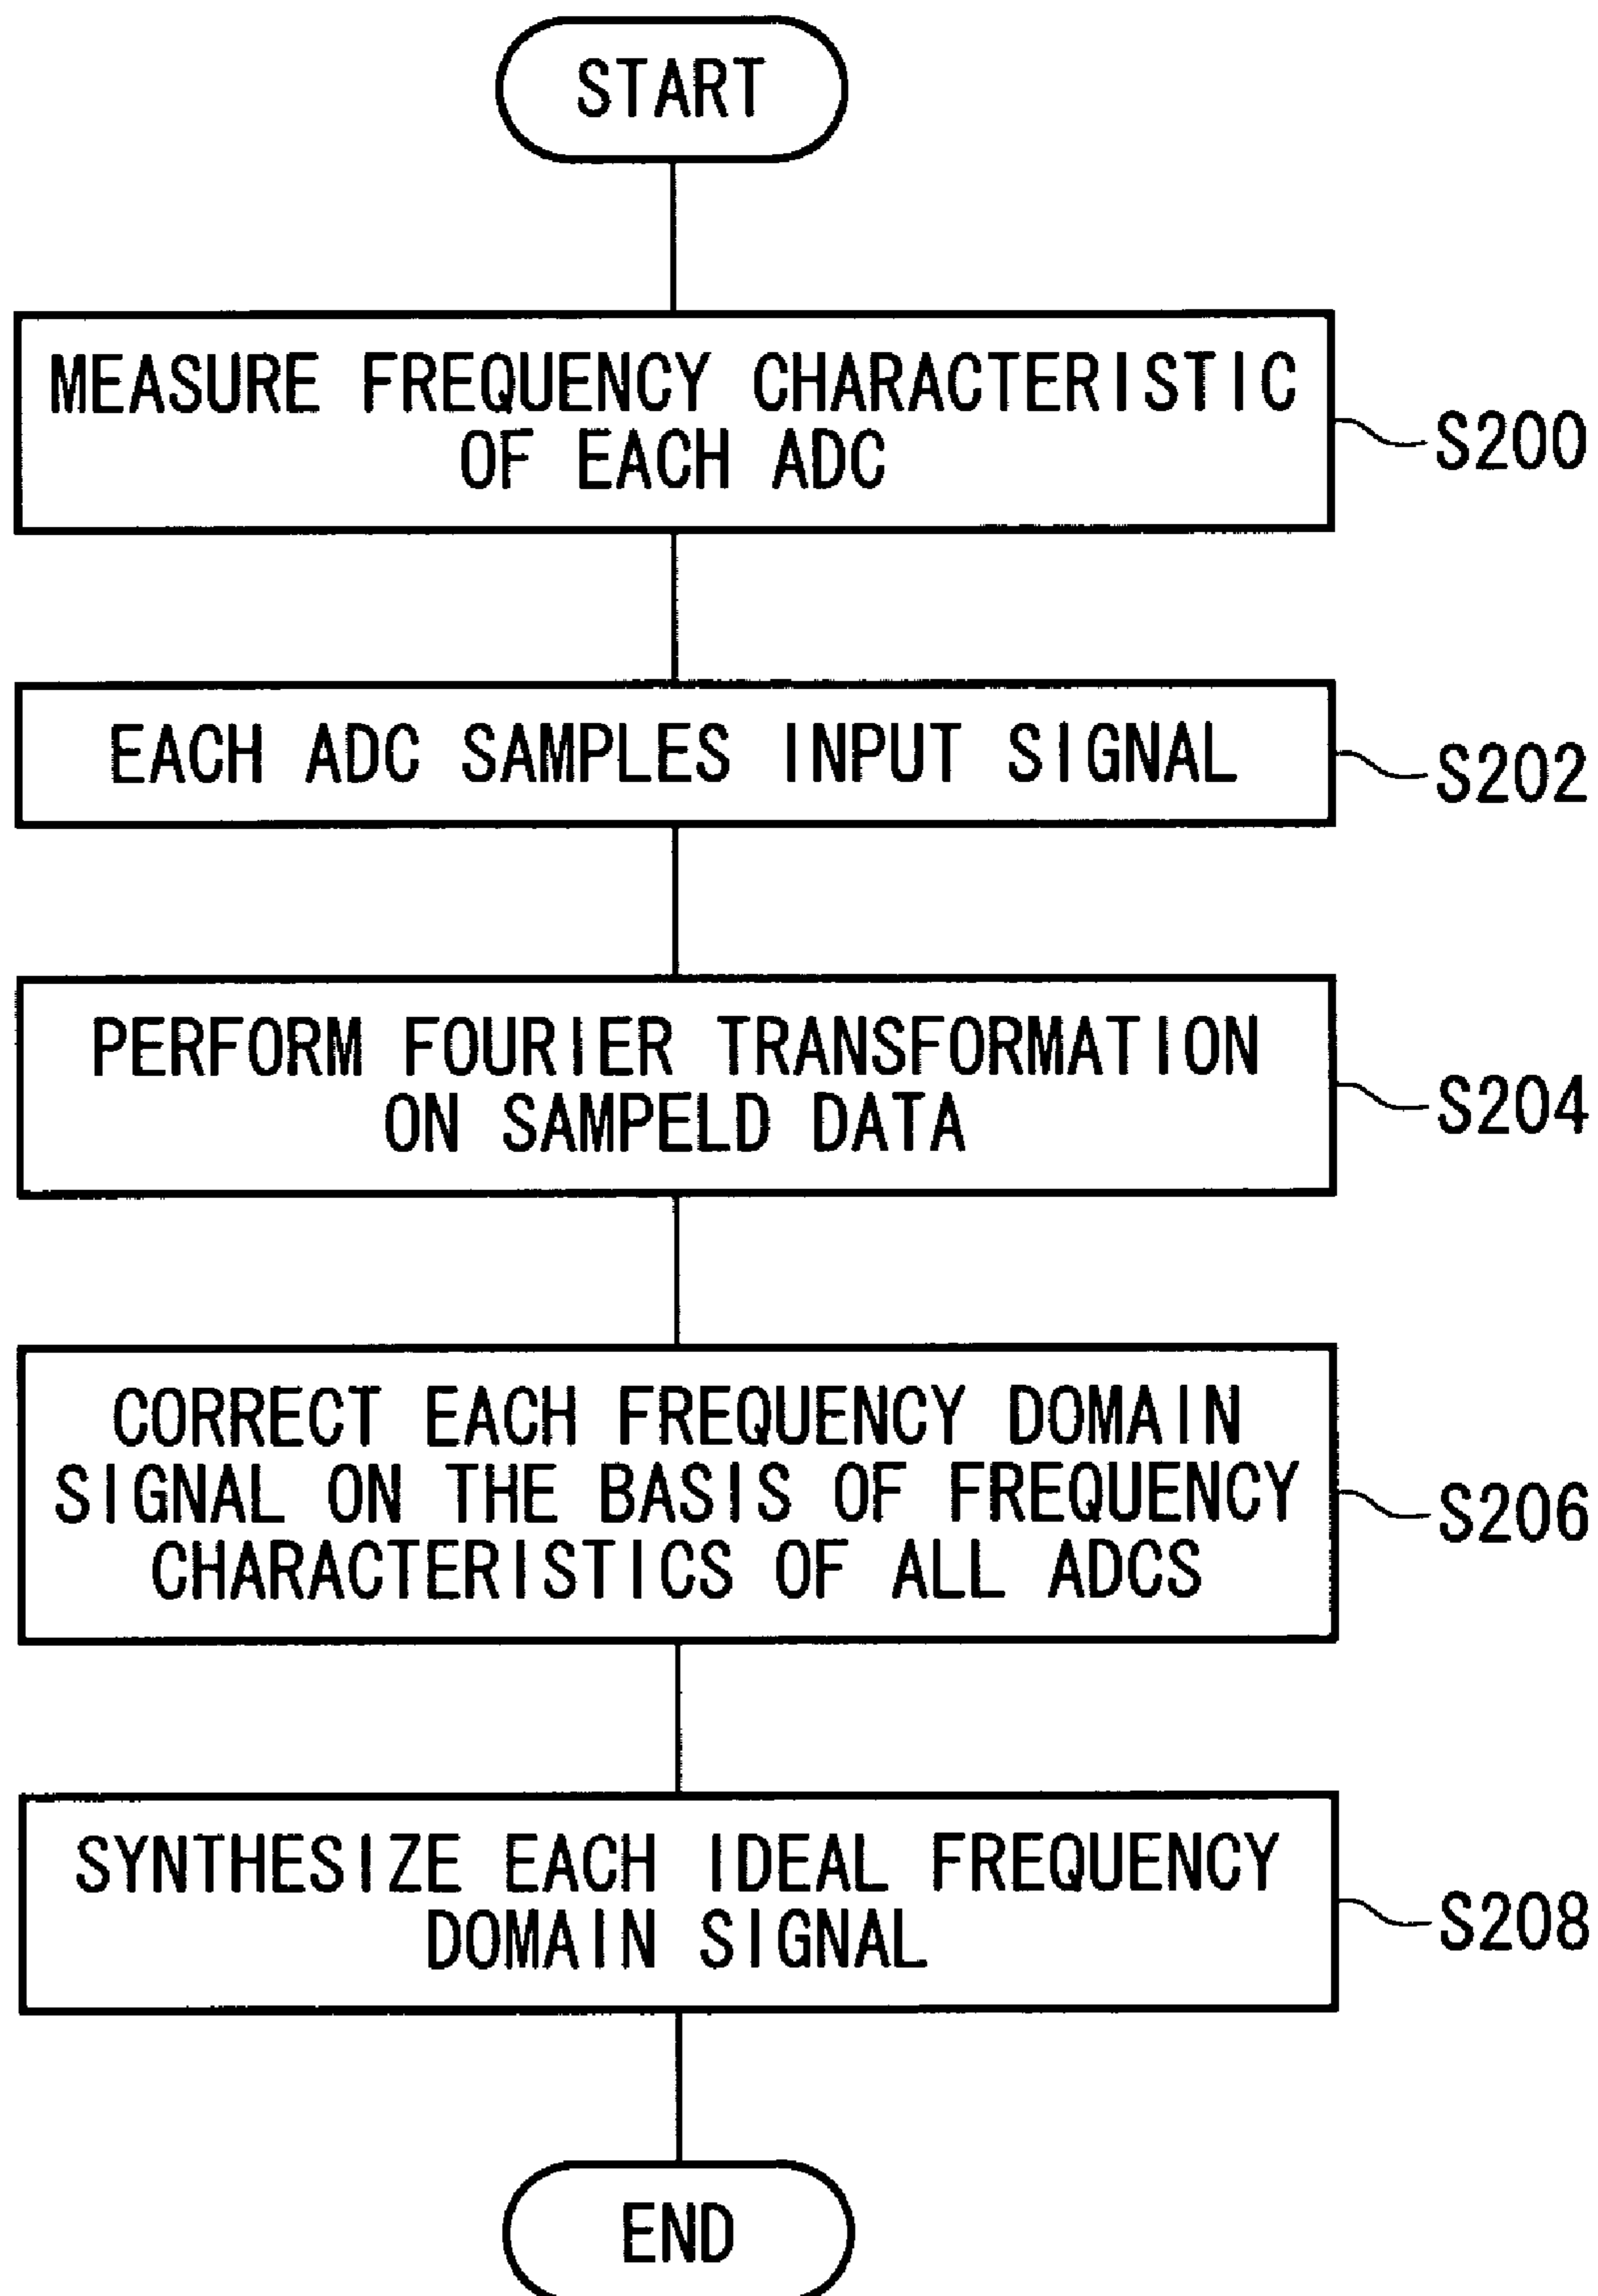 START
MEASURE FREQUENCY CHARACTERISTIC
OF EACH ADC
S200
EACH ADC SAMPLES INPUT SIGNAL
S202
PERFORM FOURIER TRANSFORMATION
ON SAMPELD DATA
S204
CORRECT EACH FREQUENCY DOMAIN
SIGNAL ON THE BASIS OF FREQUENCY
CHARACTERISTICS OF ALL ADCS
S206
SYNTHESIZE EACH IDEAL FREQUENCY
DOMAIN SIGNAL
S208
END